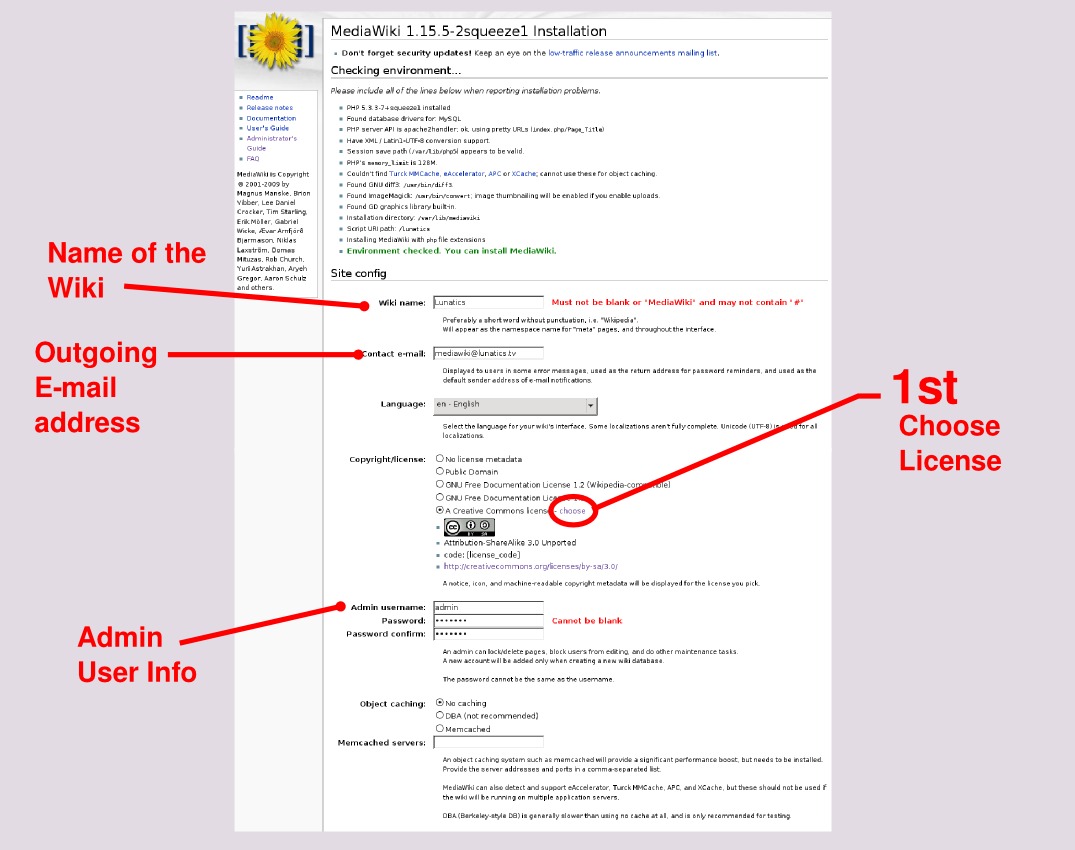 MediaWiki 1.15.5-2squeeze1 Installation
Don't forget security updates! Keep an eye on the low-traffic release announcements mailing list.
Checking environment...
Please include all of the lines below when reporting installation problems.
PHP 5.3.3-7+squeeze1 installed
Found database drivers for: MySQL
PHP server API is apache2handler; ok, using pretty URLs (index.php/Page_Title)
Have XML / Latin1-UTF-8 conversion support.
Session save path (/var/lib/php5) appears to be valid.
PHP's memory_limit is 128M.
Couldn't find Turck MMCache, eAccelerator, APC or XCache; cannot use these for object caching.
Found GNU diff3: /usr/bin/diff3.
Found ImageMagick: /usr/bin/convert; image thumbnailing will be enabled if you enable uploads.
Found GD graphics library built-in.
Installation directory: /var/lib/mediawiki
Script URI path: /lunatics
Installing MediaWiki with php file extensions
Environment checked. You can install MediaWiki.
Readme
Release notes
Documentation
User's Guide
Administrator's
Guide
FAQ
MediaWiki is Copyright
© 2001-2009 by
Magnus Manske, Brion
Vibber, Lee Daniel
Crocker, Tim Starling,
Erik Möller, Gabriel
Wicke, Ævar Arnfjörð
Bjarmason, Niklas
Laxström, Domas
Mituzas, Rob Church,
Yuri Astrakhan, Aryeh
Gregor, Aaron Schulz
and others.
Name of the
Wiki
Outgoing
E-mail
address
Admin
User Info
1st
Choose
License
Site config
Wiki name: Lunatics Must not be blank or "MediaWiki" and may not contain "#"
Preferably a short word without punctuation, i.e. "Wikipedia".
Will appear as the namespace name for "meta" pages, and throughout the interface.
Contact e-mail: mediawiki@lunatics.tv
Displayed to users in some error messages, used as the return address for password reminders, and used as the
default sender address of e-mail notifications.
Language: en - English
Select the language for your wiki's interface. Some localizations aren't fully complete. Unicode (UTF-8) is used for all
localizations.
Copyright/license: No license metadata
Public Domain
GNU Free Documentation License 1.2 (Wikipedia-compatible)
GNU Free Documentation License
A Creative Commons license - choose
cc BY SA
Attribution-ShareAlike 3.0 Unported
code: [license_code]
http://creativecommons.org/licenses/by-sa/3.0/
A notice, icon, and machine-readable copyright metadata will be displayed for the license you pick.
Admin username: admin
Password: ••••••• Cannot be blank
Password confirm: •••••••
An admin can lock/delete pages, block users from editing, and do other maintenance tasks.
A new account will be added only when creating a new wiki database.
The password cannot be the same as the username.
Object caching: No caching
DBA (not recommended)
Memcached
Memcached servers:
An object caching system such as memcached will provide a significant performance boost, but needs to be installed.
Provide the server addresses and ports in a comma-separated list.
MediaWiki can also detect and support eAccelerator, Turck MMCache, APC, and XCache, but these should not be used if
the wiki will be running on multiple application servers.
DBA (Berkeley-style DB) is generally slower than using no cache at all, and is only recommended for testing.